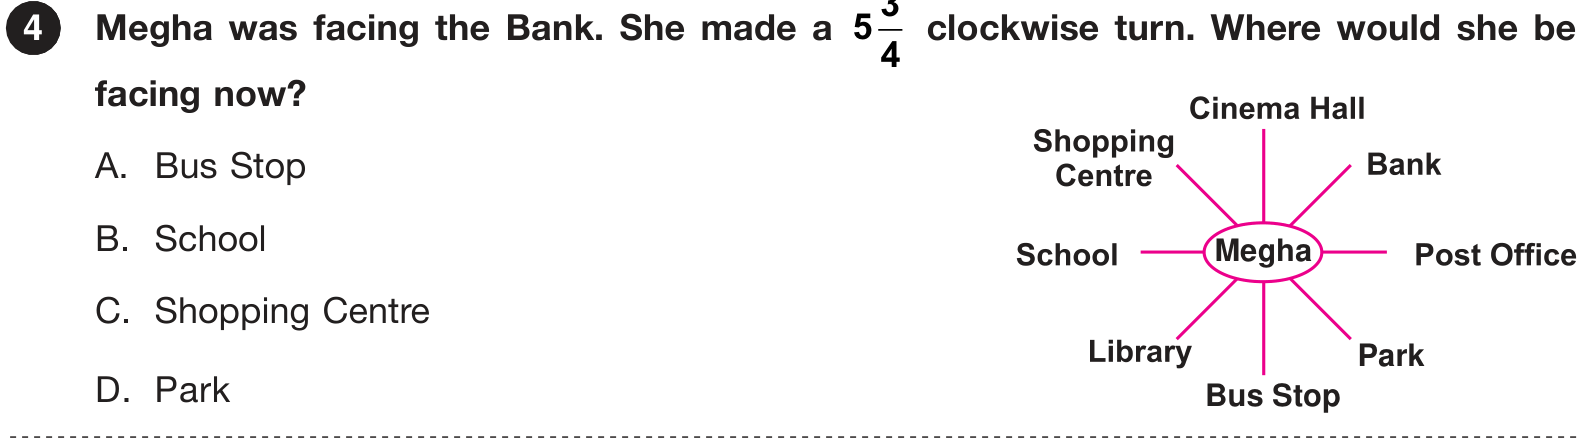 4 Megha was facing the Bank. She made a 5 3/4 clockwise turn. Where would she be
facing now?
A. Bus Stop
B. School
C. Shopping Centre
D. Park
Cinema Hall
Shopping
Centre
Bank
School
Megha
Post Office
Library
Park
Bus Stop